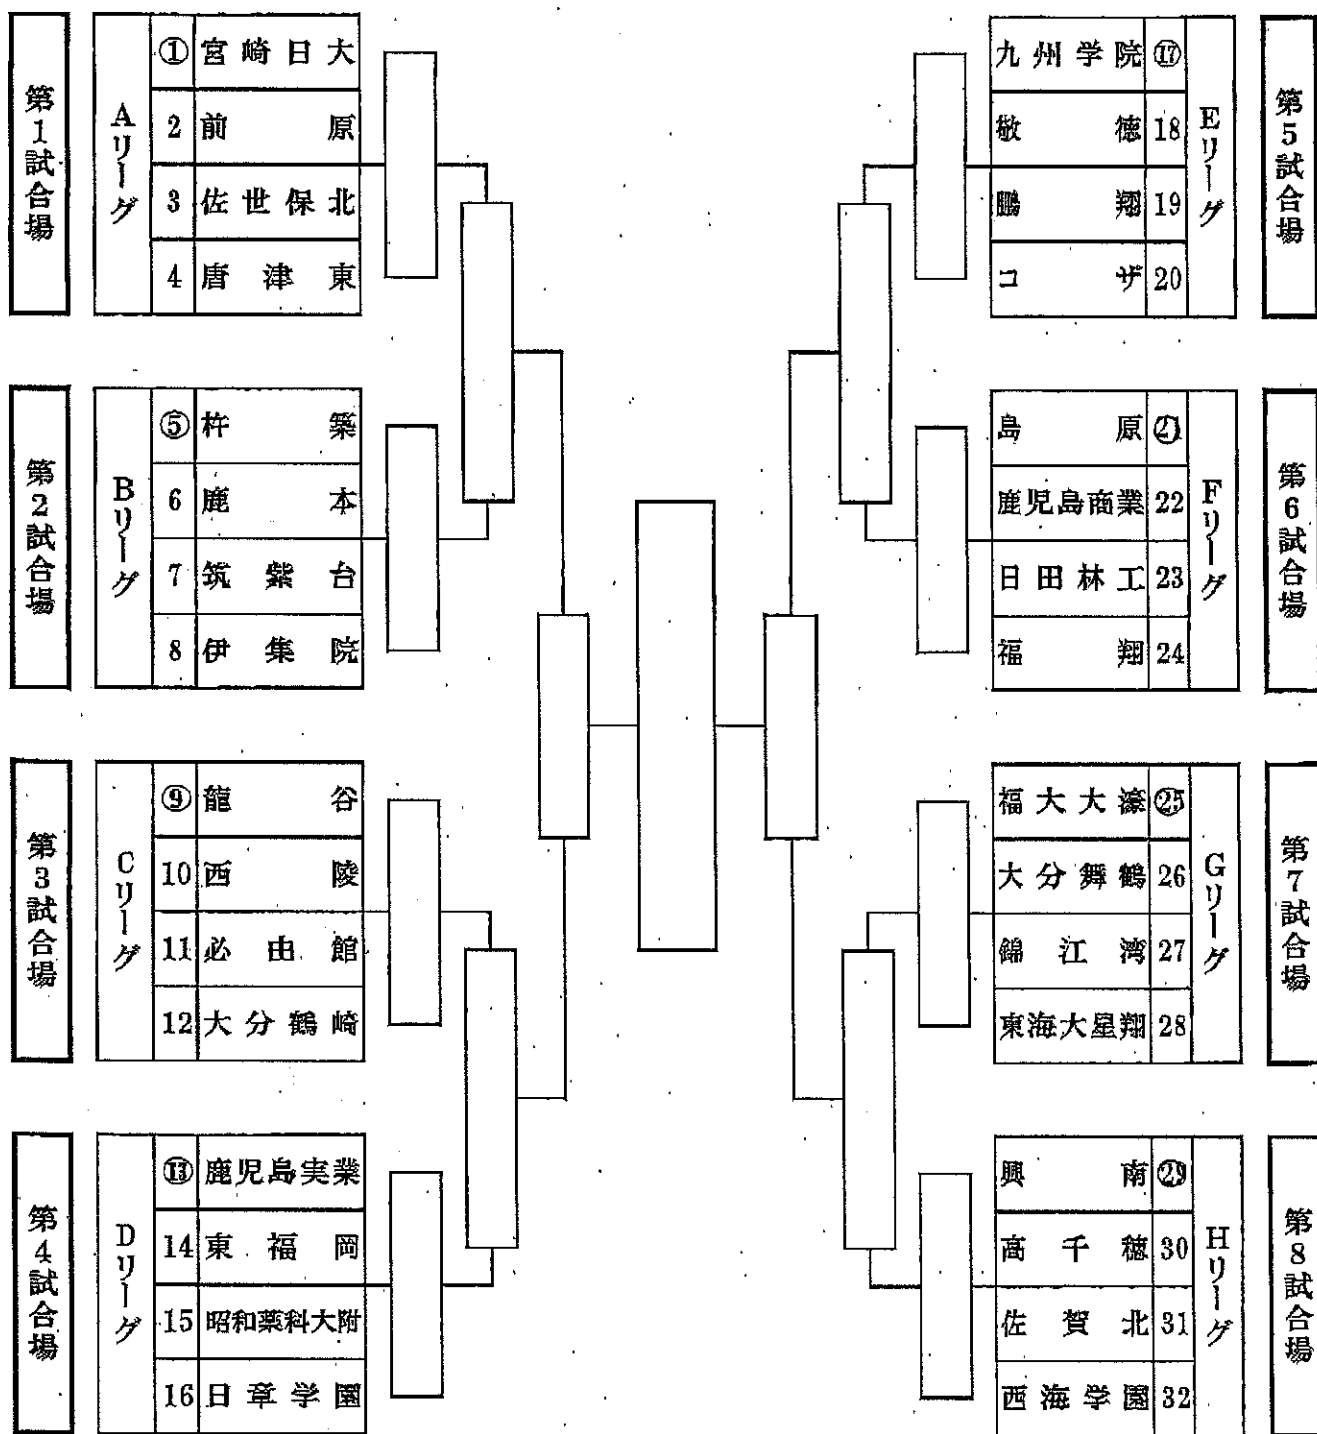 第1試合場
Aリーグ
① 宮崎日大
2 前原
3 佐世保北
4 唐津東
第2試合場
Bリーグ
⑤ 杵築
6 鹿本
7 筑紫台
8 伊集院
第3試合場
Cリーグ
⑨ 龍谷
10 西陵
11 必由館
12 大分鶴崎
第4試合場
Dリーグ
⑬ 鹿児島実業
14 東福岡
15 昭和薬科大附
16 日章学園
九州学院 ⑰
敬徳 18
鵬翔 19
コザ 20
Eリーグ
第5試合場
島原 ㉑
鹿児島商業 22
日田林工 23
福翔 24
Fリーグ
第6試合場
福大大濠 ㉕
大分舞鶴 26
錦江湾 27
東海大星翔 28
Gリーグ
第7試合場
興南 ㉙
高千穂 30
佐賀北 31
西海学園 32
Hリーグ
第8試合場